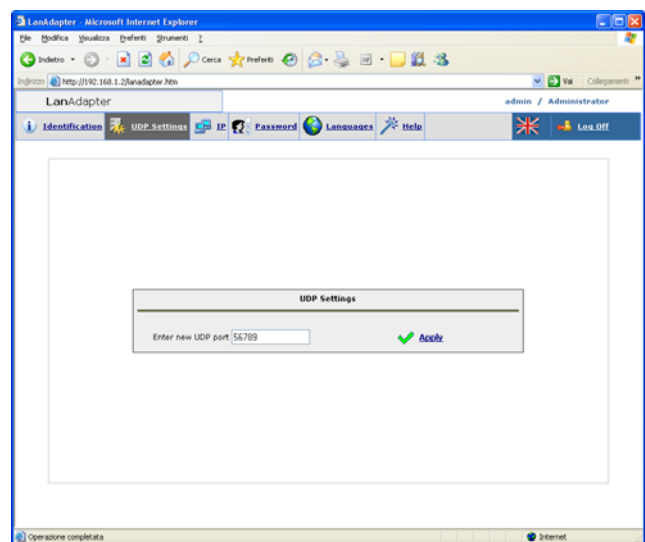 LanAdapter - Microsoft Internet Explorer
File Modifica Visualizza Preferiti Strumenti ?
Indietro Cerca Preferiti
Indirizzo http://192.168.1.2/lanadapter.htm Vai Collegamenti »
LanAdapter admin / Administrator
Identification UDP Settings IP Password Languages Help Log Off
UDP Settings
Enter new UDP port 56789 Apply
Operazione completata Internet